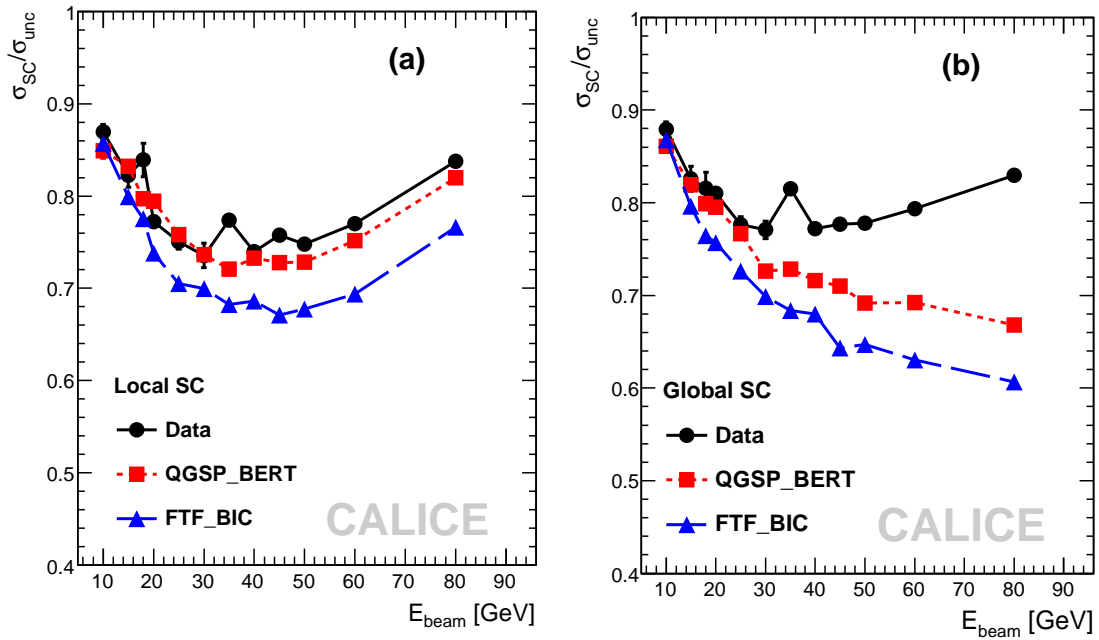 σSC/σunc
1
0.9
0.8
0.7
0.6
0.5
0.4
(a)
Local SC
Data
QGSP_BERT
FTF_BIC
CALICE
10 20 30 40 50 60 70 80 90
Ebeam [GeV]
σSC/σunc
1
0.9
0.8
0.7
0.6
0.5
0.4
(b)
Global SC
Data
QGSP_BERT
FTF_BIC
CALICE
10 20 30 40 50 60 70 80 90
Ebeam [GeV]